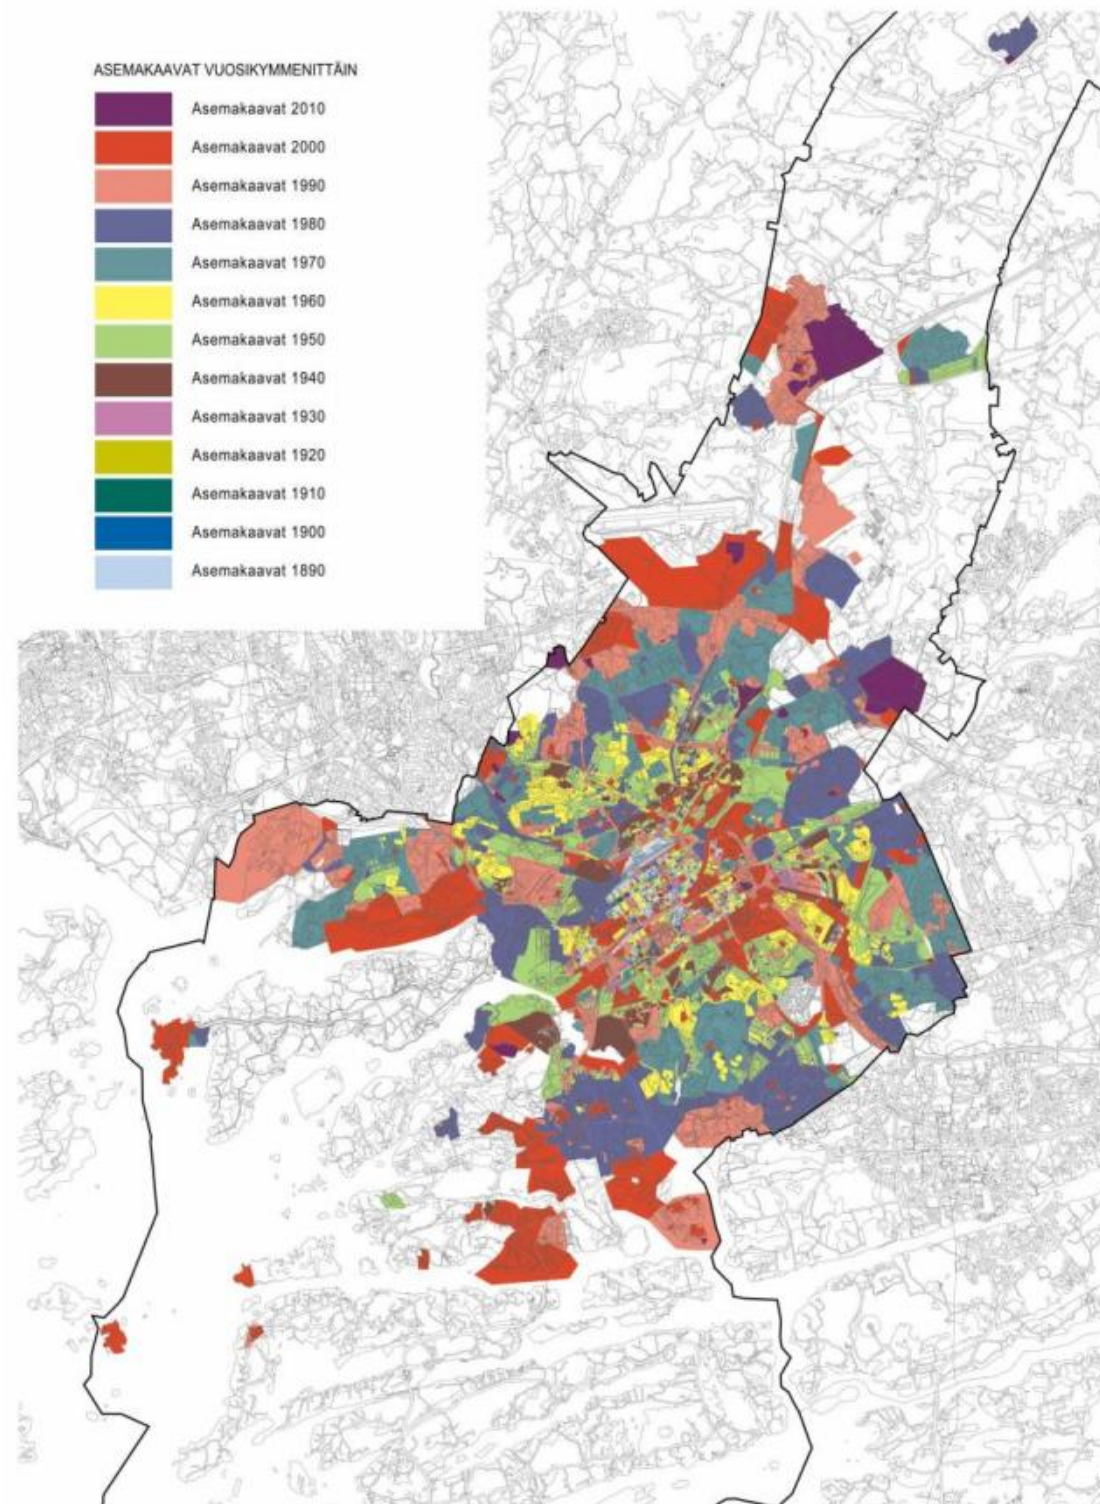 ASEMAKAAVAT VUOSIKYMMENITTÄIN
Asemakaavat 2010
Asemakaavat 2000
Asemakaavat 1990
Asemakaavat 1980
Asemakaavat 1970
Asemakaavat 1960
Asemakaavat 1950
Asemakaavat 1940
Asemakaavat 1930
Asemakaavat 1920
Asemakaavat 1910
Asemakaavat 1900
Asemakaavat 1890